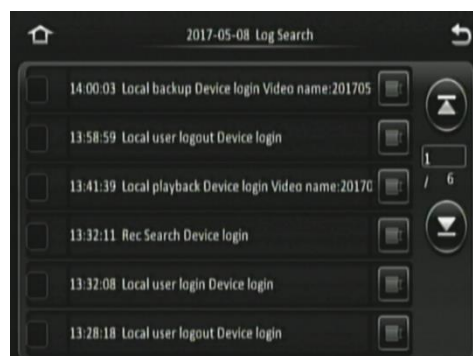 2017-05-08 Log Search
14:00:03 Local backup Device login Video name:201705
13:58:59 Local user logout Device login
1
/ 6
13:41:39 Local playback Device login Video name:2017C
13:32:11 Rec Search Device login
13:32:08 Local user login Device login
13:28:18 Local user logout Device login